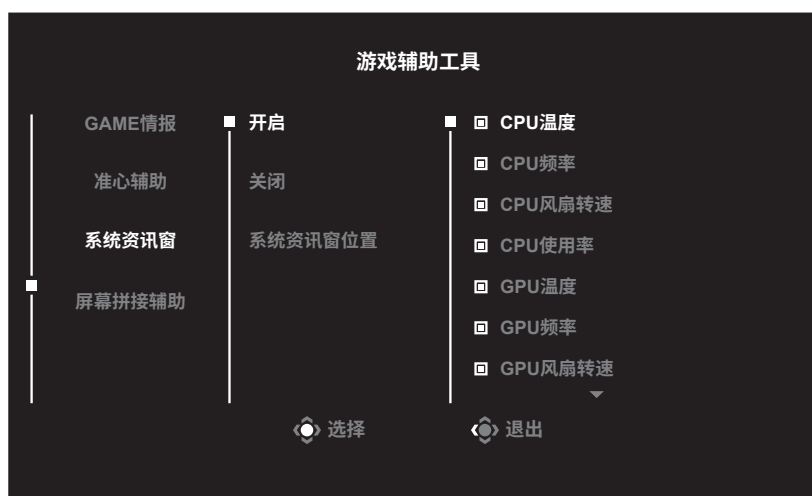 游戏辅助工具
GAME情报
准心辅助
系统资讯窗
屏幕拼接辅助
开启
关闭
系统资讯窗位置
CPU温度
CPU频率
CPU风扇转速
CPU使用率
GPU温度
GPU频率
GPU风扇转速
选择
退出